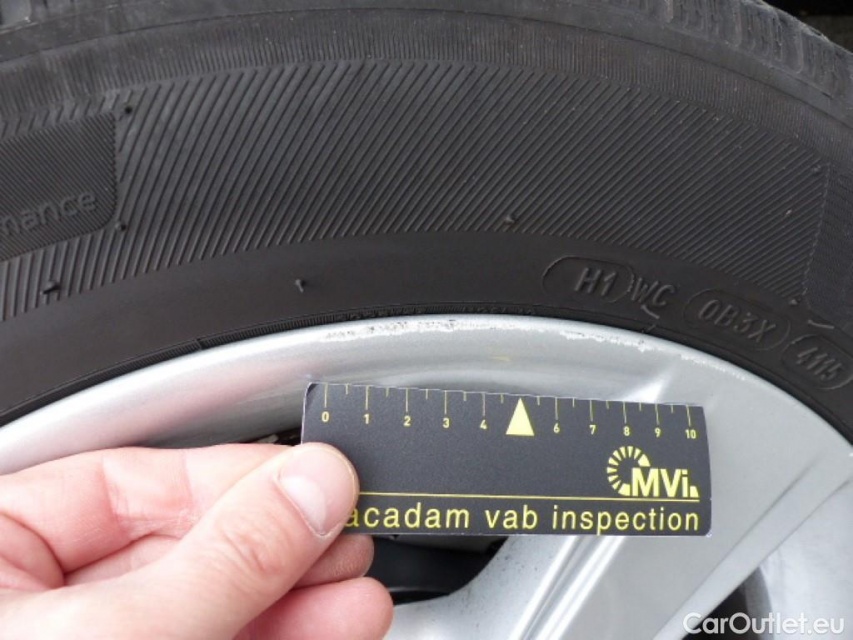 nance
H1 WC
0B3X
4115
0 1 2 3 4 6 7 8 9 10
MVi
acadam vab inspection
CarOutlet.eu